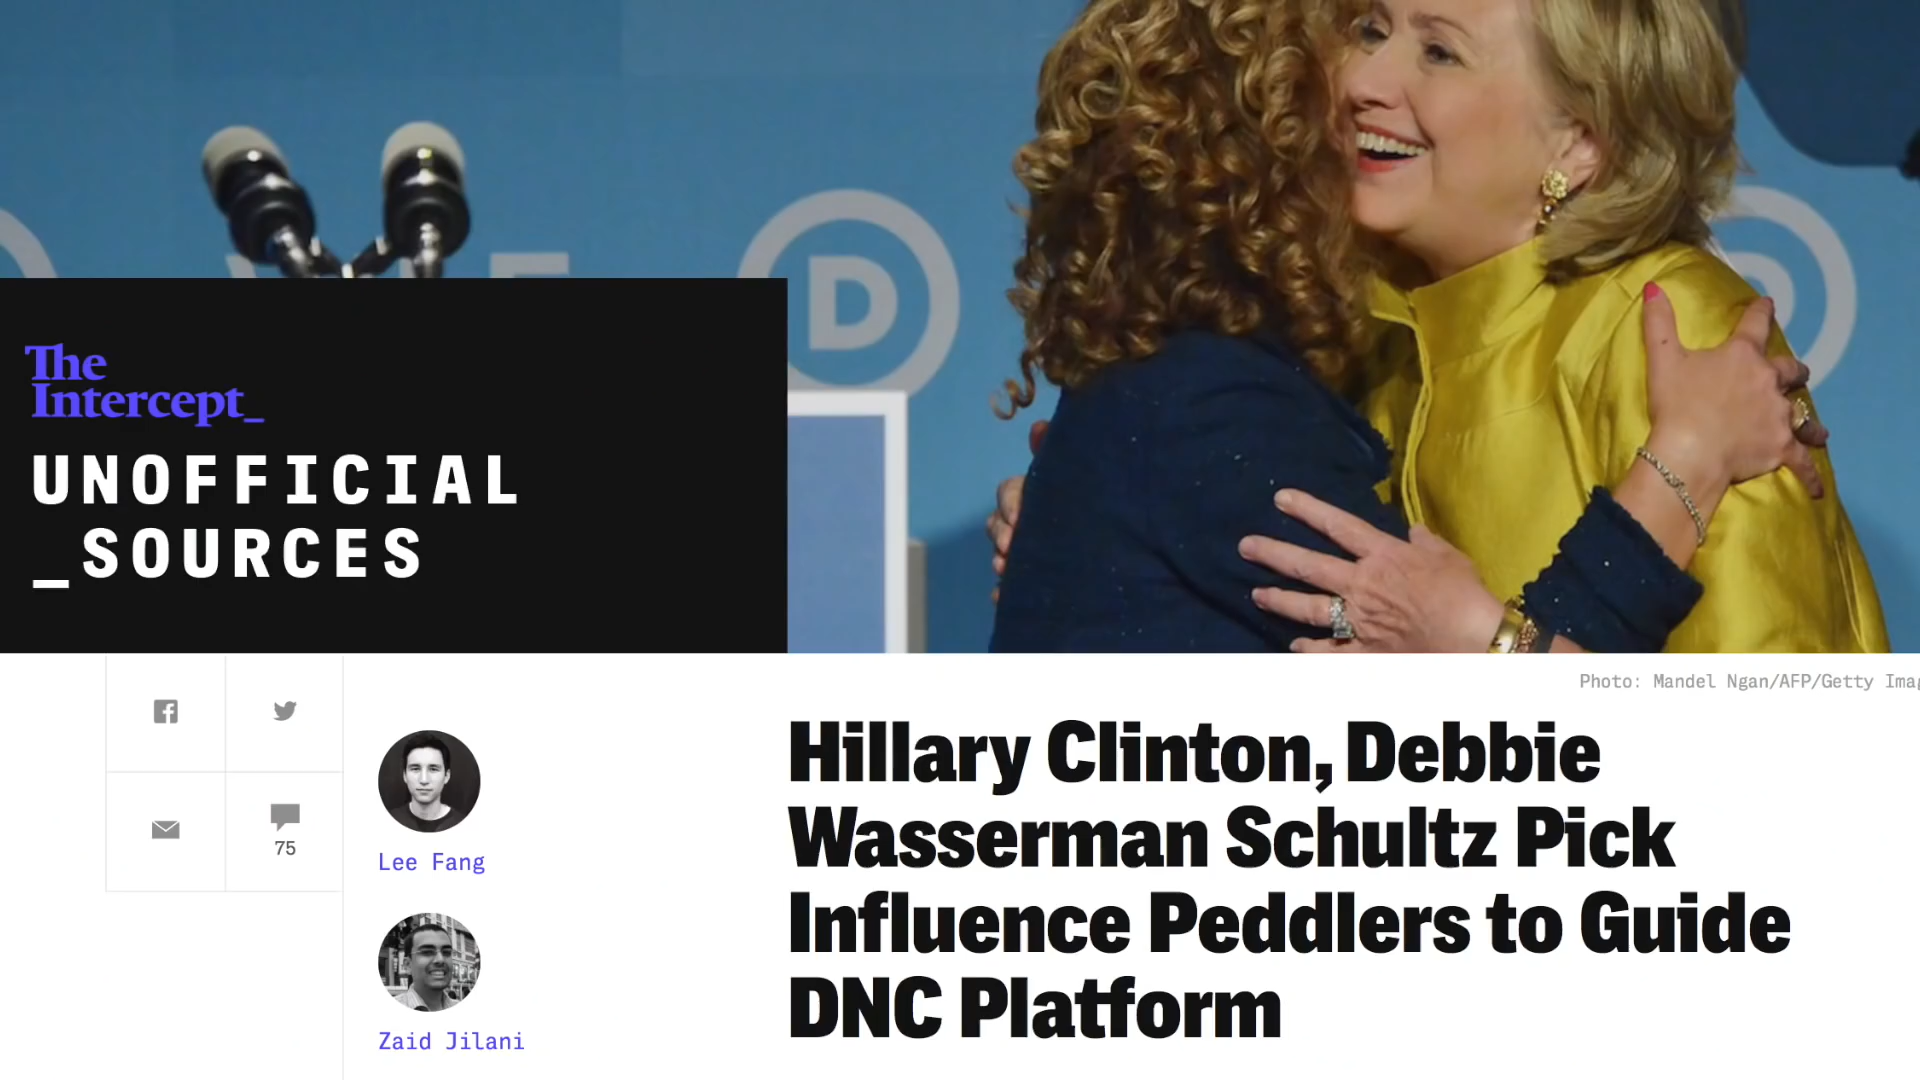 D
The
Intercept_
UNOFFICIAL
_SOURCES
Photo: Mandel Ngan/AFP/Getty
Hillary Clinton, Debbie
Wasserman Schultz Pick
Influence Peddlers to Guide
DNC Platform
75
Lee Fang
Zaid Jilani